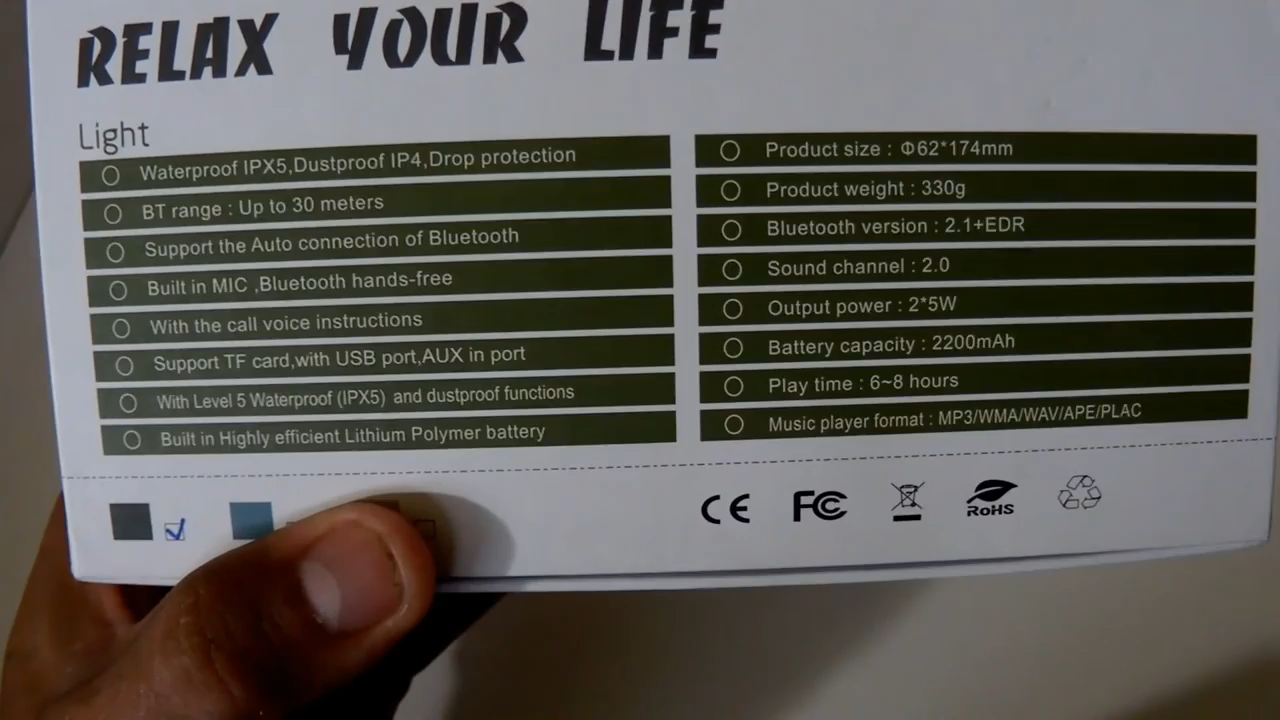 RELAX YOUR LIFE
Light
Waterproof IPX5,Dustproof IP4,Drop protection
BT range : Up to 30 meters
Support the Auto connection of Bluetooth
Built in MIC ,Bluetooth hands-free
With the call voice instructions
Support TF card,with USB port,AUX in port
With Level 5 Waterproof (IPX5) and dustproof functions
Built in Highly efficient Lithium Polymer battery
Product size : Φ62*174mm
Product weight : 330g
Bluetooth version : 2.1+EDR
Sound channel : 2.0
Output power : 2*5W
Battery capacity : 2200mAh
Play time : 6~8 hours
Music player format : MP3/WMA/WAV/APE/PLAC
CE FC RoHS